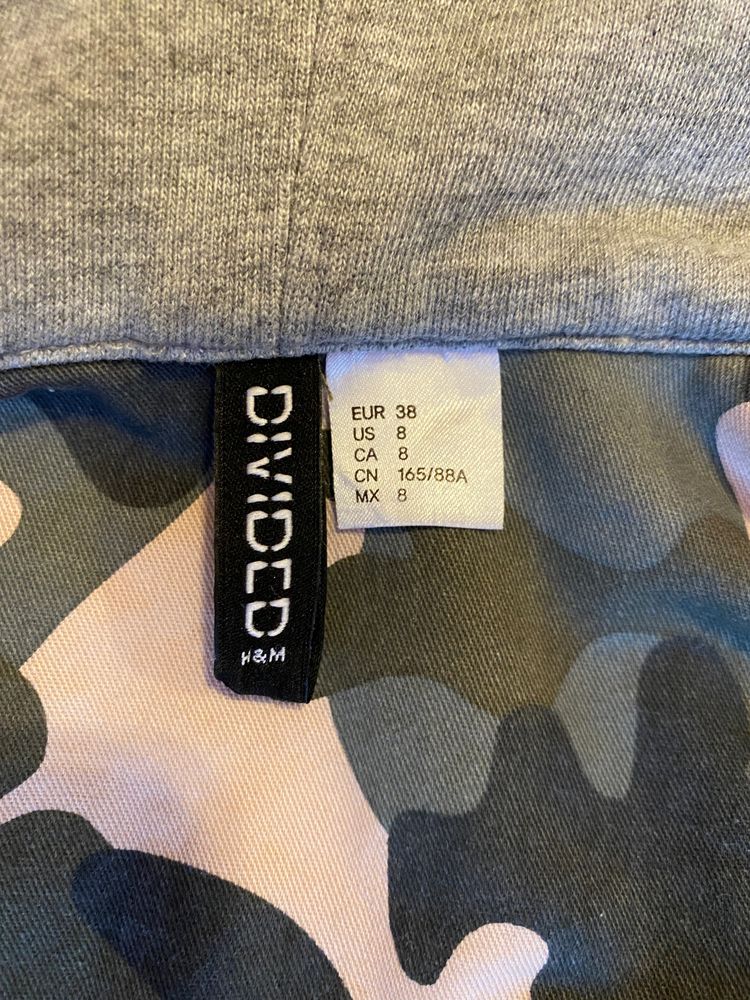 DIVIDED
H&M
EUR 38
US 8
CA 8
CN 165/88A
MX 8